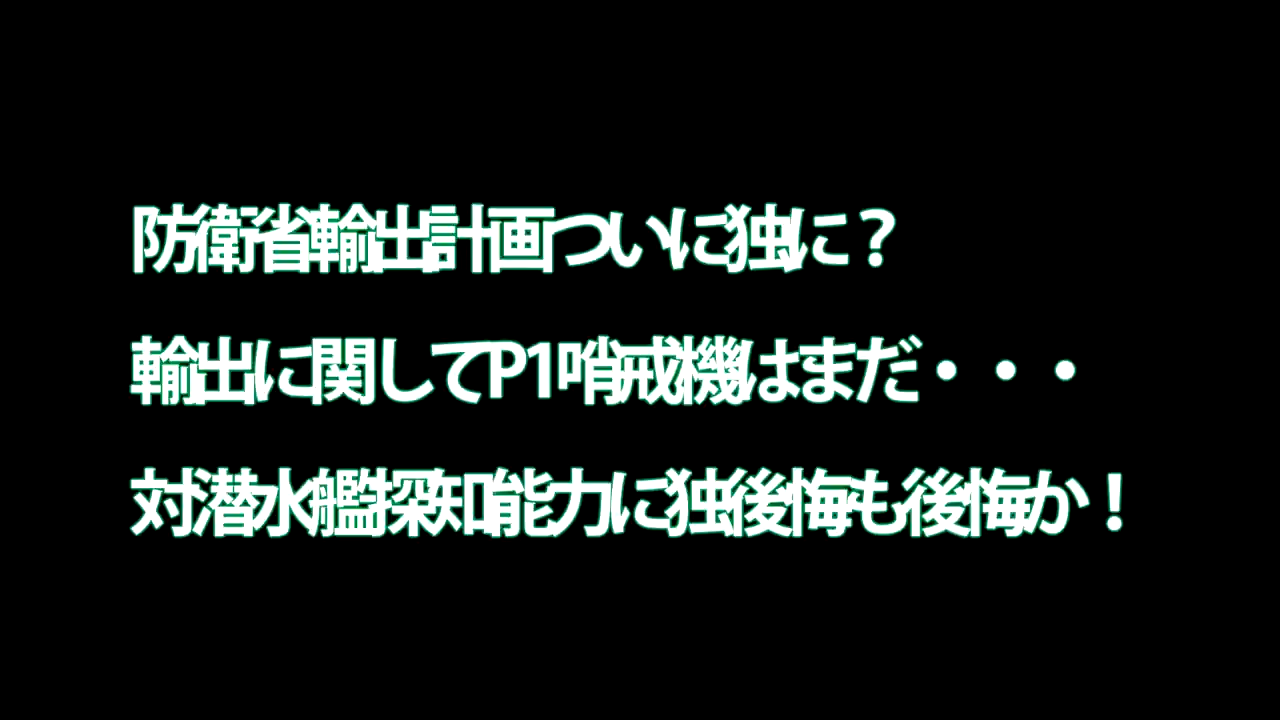 防衛省輸出計画ついに独に？
輸出に関してP1哨戒機はまだ・・・
対潜水艦探知能力に独後悔も後悔か！